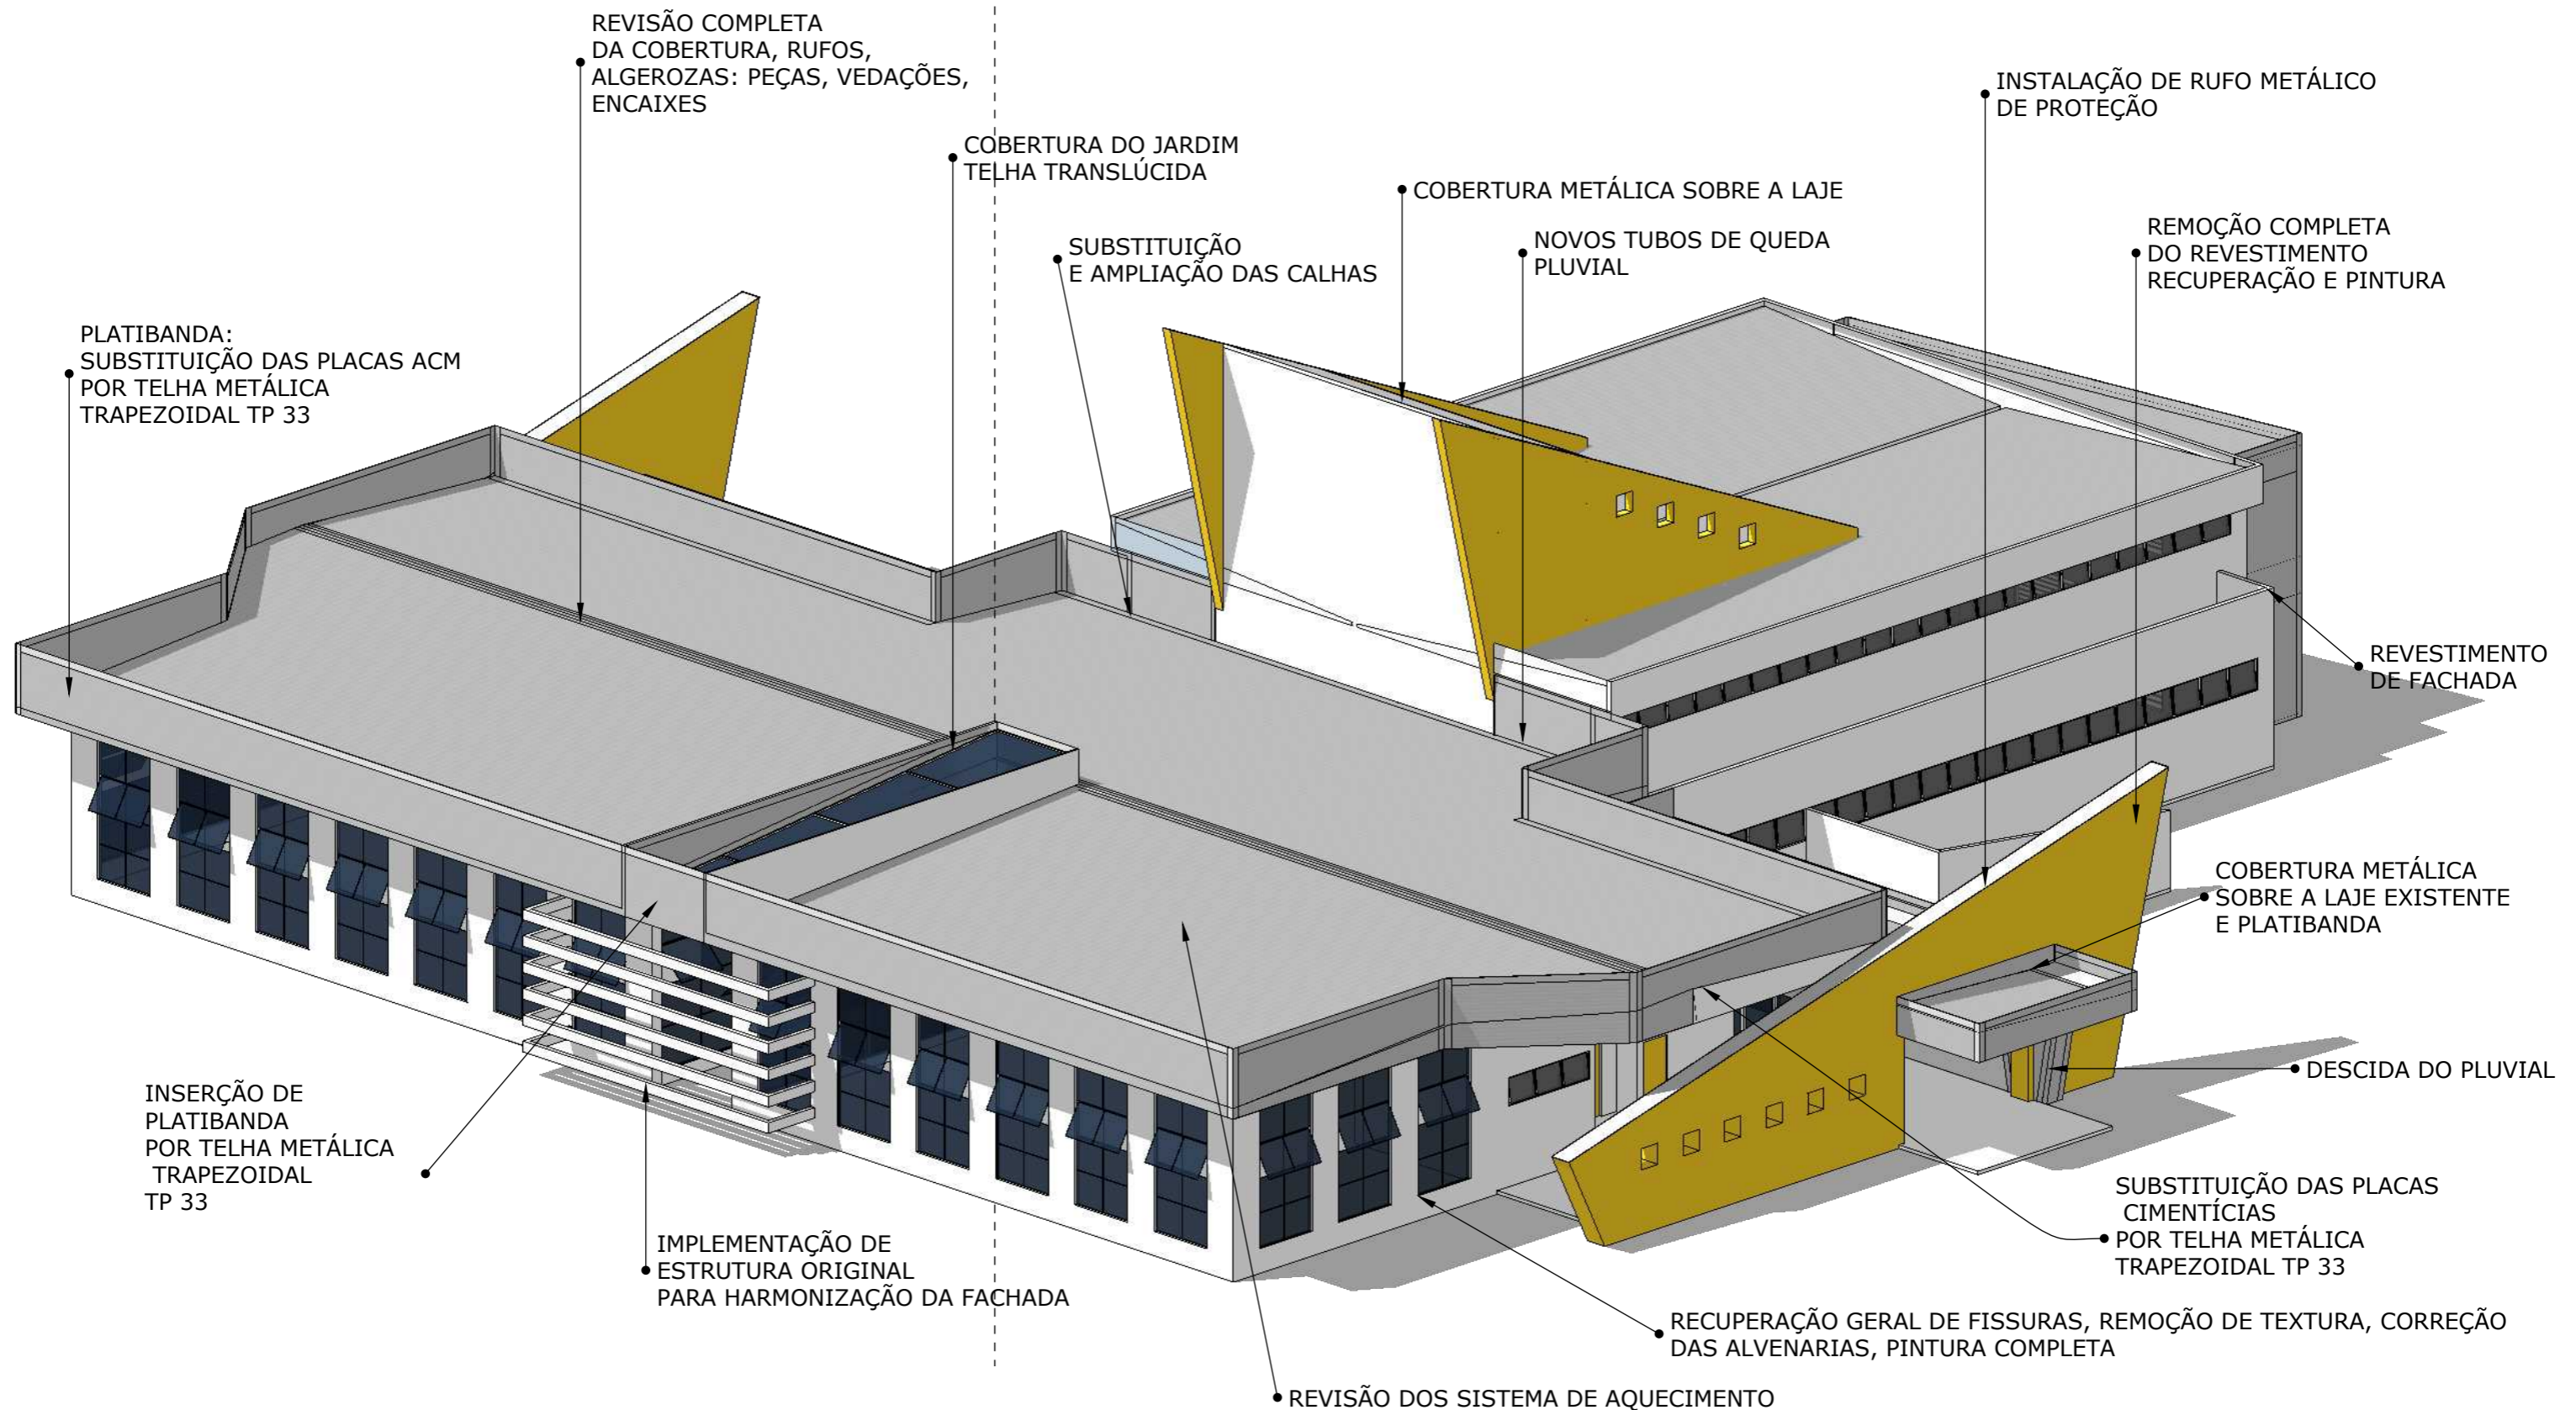 REVISÃO COMPLETA
DA COBERTURA, RUFOS,
ALGEROZAS: PEÇAS, VEDAÇÕES,
ENCAIXES
INSTALAÇÃO DE RUFO METÁLICO
DE PROTEÇÃO
COBERTURA DO JARDIM
TELHA TRANSLÚCIDA
COBERTURA METÁLICA SOBRE A LAJE
SUBSTITUIÇÃO
E AMPLIAÇÃO DAS CALHAS
NOVOS TUBOS DE QUEDA
PLUVIAL
REMOÇÃO COMPLETA
DO REVESTIMENTO
RECUPERAÇÃO E PINTURA
PLATIBANDA:
SUBSTITUIÇÃO DAS PLACAS ACM
POR TELHA METÁLICA
TRAPEZOIDAL TP 33
REVESTIMENTO
DE FACHADA
COBERTURA METÁLICA
SOBRE A LAJE EXISTENTE
E PLATIBANDA
DESCIDA DO PLUVIAL
INSERÇÃO DE
PLATIBANDA
POR TELHA METÁLICA
TRAPEZOIDAL
TP 33
SUBSTITUIÇÃO DAS PLACAS
CIMENTÍCIAS
POR TELHA METÁLICA
TRAPEZOIDAL TP 33
IMPLEMENTAÇÃO DE
ESTRUTURA ORIGINAL
PARA HARMONIZAÇÃO DA FACHADA
RECUPERAÇÃO GERAL DE FISSURAS, REMOÇÃO DE TEXTURA, CORREÇÃO
DAS ALVENARIAS, PINTURA COMPLETA
REVISÃO DOS SISTEMA DE AQUECIMENTO